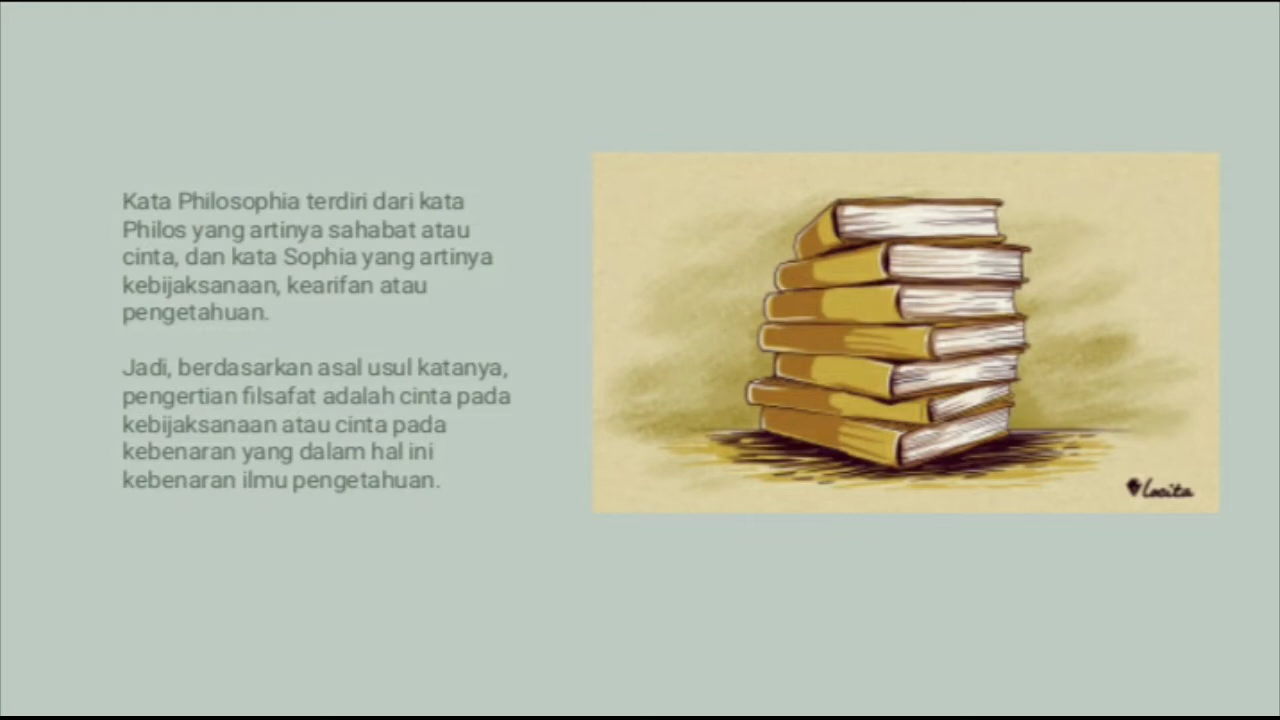 Kata Philosophia terdiri dari kata
Philos yang artinya sahabat atau
cinta, dan kata Sophia yang artinya
kebijaksanaan, kearifan atau
pengetahuan.
Jadi, berdasarkan asal usul katanya,
pengertian filsafat adalah cinta pada
kebijaksanaan atau cinta pada
kebenaran yang dalam hal ini
kebenaran ilmu pengetahuan.